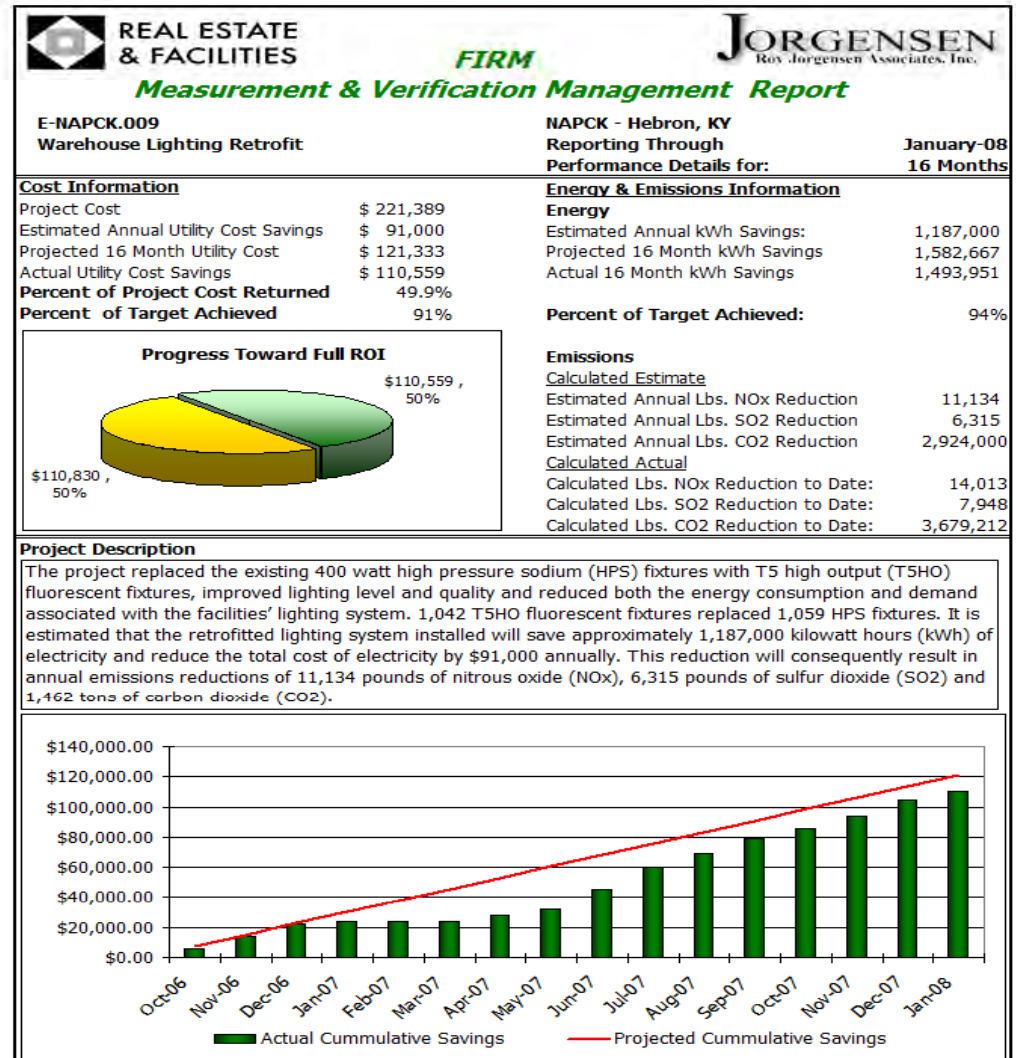 REAL ESTATE
& FACILITIES
JORGENSEN
Roy Jorgensen Associates, Inc.
FIRM
Measurement & Verification Management Report
E-NAPCK.009
Warehouse Lighting Retrofit
NAPCK - Hebron, KY
Reporting Through January-08
Performance Details for: 16 Months
Cost Information
Project Cost $ 221,389
Estimated Annual Utility Cost Savings $ 91,000
Projected 16 Month Utility Cost $ 121,333
Actual Utility Cost Savings $ 110,559
Percent of Project Cost Returned 49.9%
Percent of Target Achieved 91%
Progress Toward Full ROI
$110,559 ,
50%
$110,830 ,
50%
Energy & Emissions Information
Energy
Estimated Annual kWh Savings: 1,187,000
Projected 16 Month kWh Savings 1,582,667
Actual 16 Month kWh Savings 1,493,951
Percent of Target Achieved: 94%
Emissions
Calculated Estimate
Estimated Annual Lbs. NOx Reduction 11,134
Estimated Annual Lbs. SO2 Reduction 6,315
Estimated Annual Lbs. CO2 Reduction 2,924,000
Calculated Actual
Calculated Lbs. NOx Reduction to Date: 14,013
Calculated Lbs. SO2 Reduction to Date: 7,948
Calculated Lbs. CO2 Reduction to Date: 3,679,212
Project Description
The project replaced the existing 400 watt high pressure sodium (HPS) fixtures with T5 high output (T5HO)
fluorescent fixtures, improved lighting level and quality and reduced both the energy consumption and demand
associated with the facilities' lighting system. 1,042 T5HO fluorescent fixtures replaced 1,059 HPS fixtures. It is
estimated that the retrofitted lighting system installed will save approximately 1,187,000 kilowatt hours (kWh) of
electricity and reduce the total cost of electricity by $91,000 annually. This reduction will consequently result in
annual emissions reductions of 11,134 pounds of nitrous oxide (NOx), 6,315 pounds of sulfur dioxide (SO2) and
1,462 tons of carbon dioxide (CO2).
$140,000.00
$120,000.00
$100,000.00
$80,000.00
$60,000.00
$40,000.00
$20,000.00
$0.00
Oct-06 Nov-06 Dec-06 Jan-07 Feb-07 Mar-07 Apr-07 May-07 Jun-07 Jul-07 Aug-07 Sep-07 Oct-07 Nov-07 Dec-07 Jan-08
Actual Cummulative Savings Projected Cummulative Savings